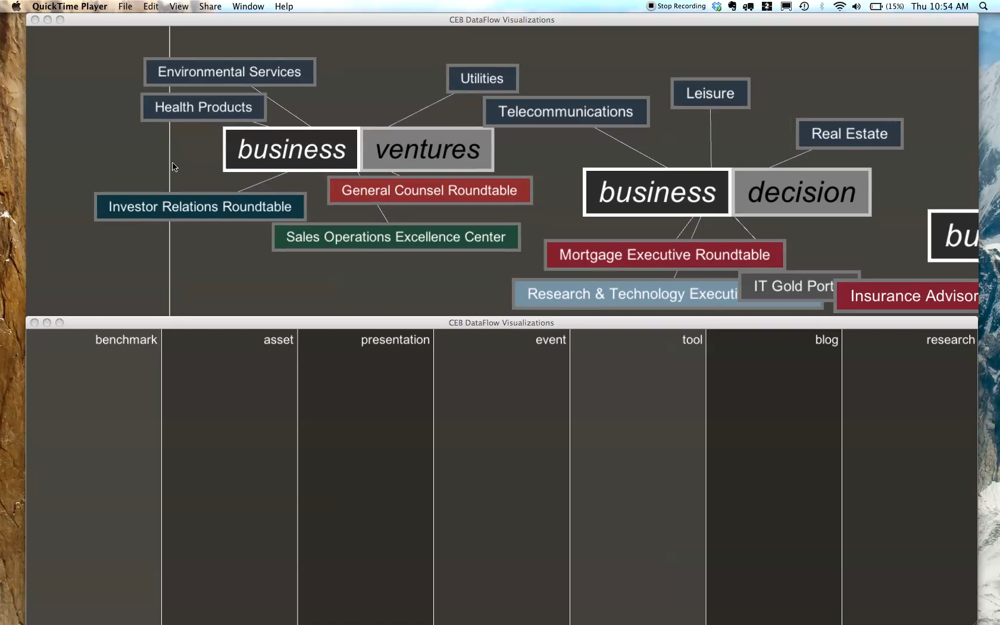 QuickTime Player File Edit View Share Window Help Stop Recording 2 (15%) Thu 10:54 AM
CEB DataFlow Visualizations
Environmental Services
Utilities
Leisure
Health Products
Telecommunications
Real Estate
business ventures
General Counsel Roundtable
business decision
Investor Relations Roundtable
Sales Operations Excellence Center
bu
Mortgage Executive Roundtable
Research & Technology Executi
IT Gold Port
Insurance Advisor
CEB DataFlow Visualizations
benchmark asset presentation event tool blog research